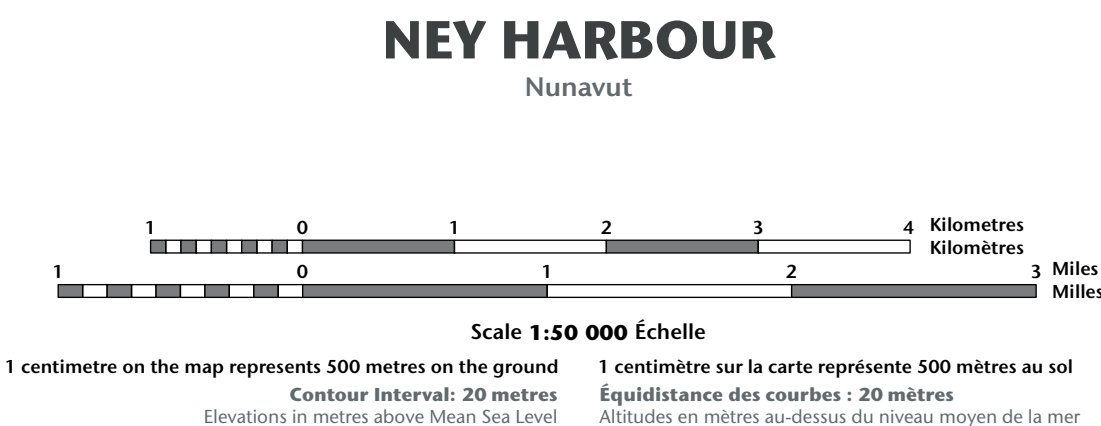 NEY HARBOUR
Nunavut
1 0 1 2 3 4 Kilometres
Kilomètres
1 0 1 2 3 Miles
Milles
Scale 1:50 000 Échelle
1 centimetre on the map represents 500 metres on the ground
1 centimètre sur la carte représente 500 mètres au sol
Contour Interval: 20 metres
Équidistance des courbes : 20 mètres
Elevations in metres above Mean Sea Level
Altitudes en mètres au-dessus du niveau moyen de la mer